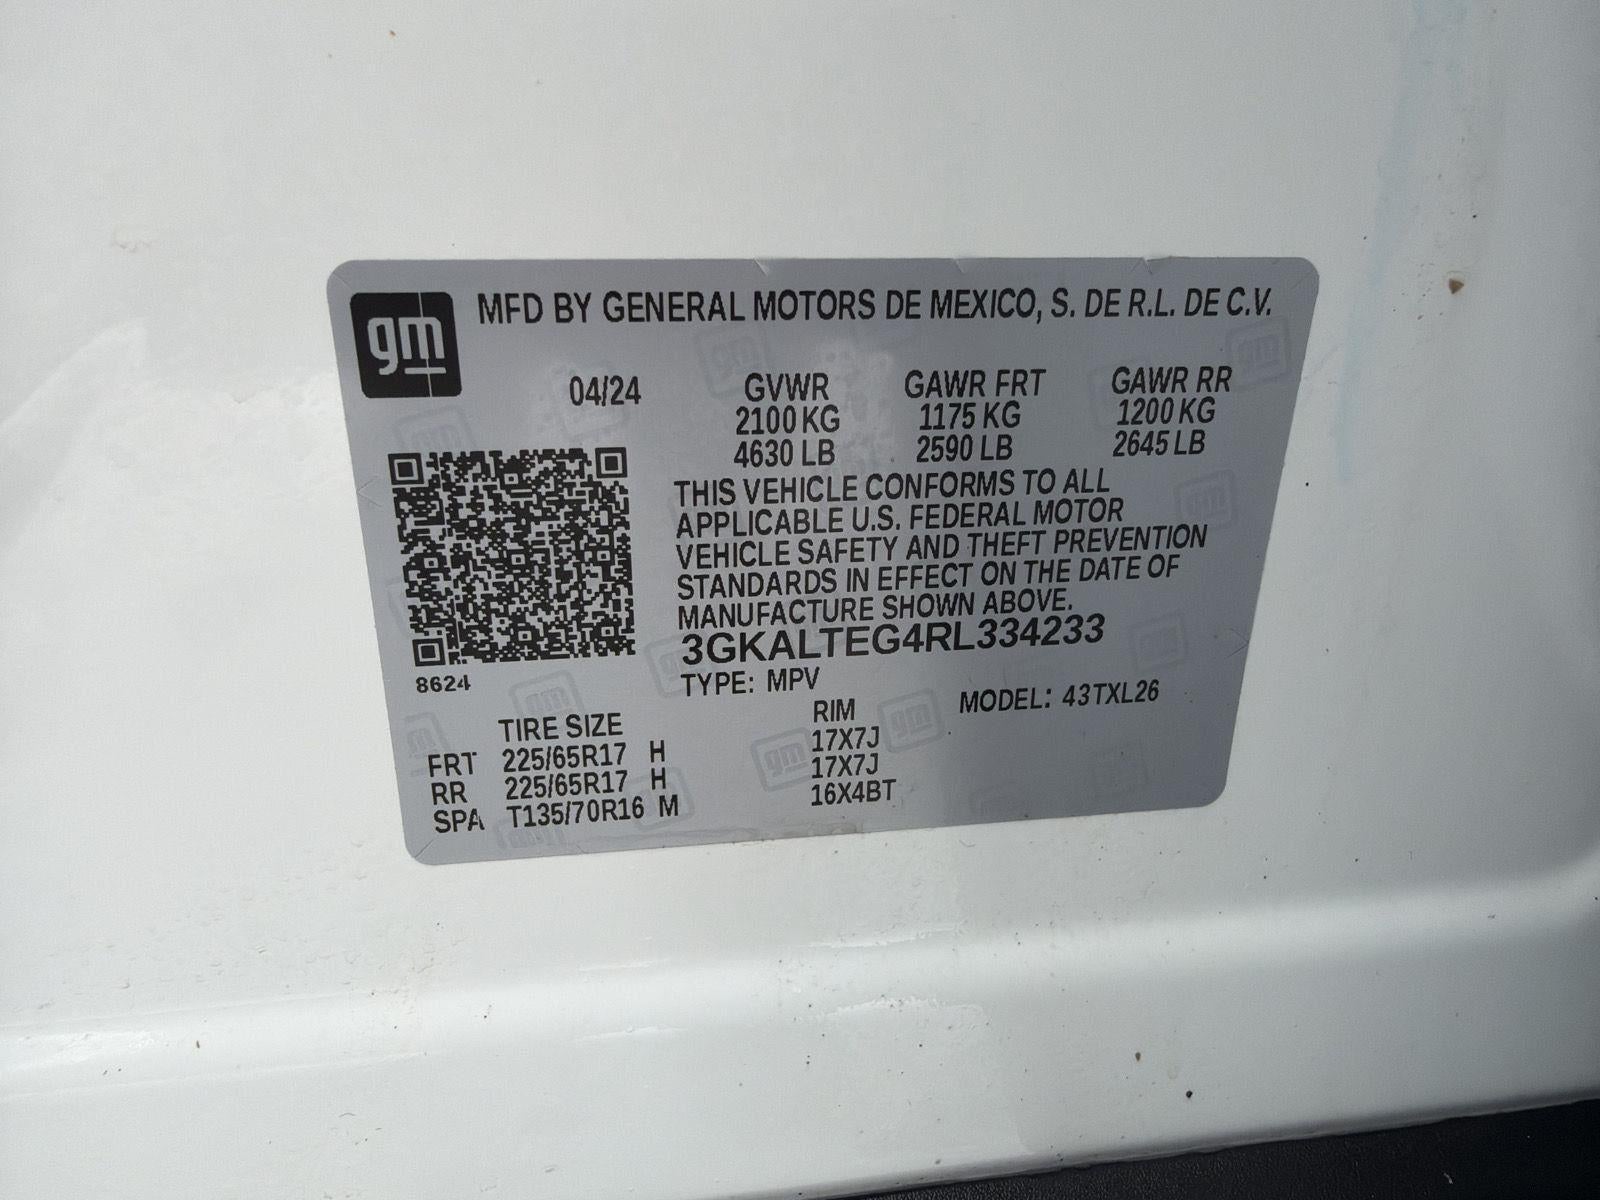 gm
MFD BY GENERAL MOTORS DE MEXICO, S. DE R.L. DE C.V.
04/24 GVWR GAWR FRT GAWR RR
2100 KG 1175 KG 1200 KG
4630 LB 2590 LB 2645 LB
THIS VEHICLE CONFORMS TO ALL
APPLICABLE U.S. FEDERAL MOTOR
VEHICLE SAFETY AND THEFT PREVENTION
STANDARDS IN EFFECT ON THE DATE OF
MANUFACTURE SHOWN ABOVE.
3GKALTEG4RL334233
8624
TYPE: MPV MODEL: 43TXL26
TIRE SIZE RIM
FRT 225/65R17 H 17X7J
RR 225/65R17 H 17X7J
SPA T135/70R16 M 16X4BT